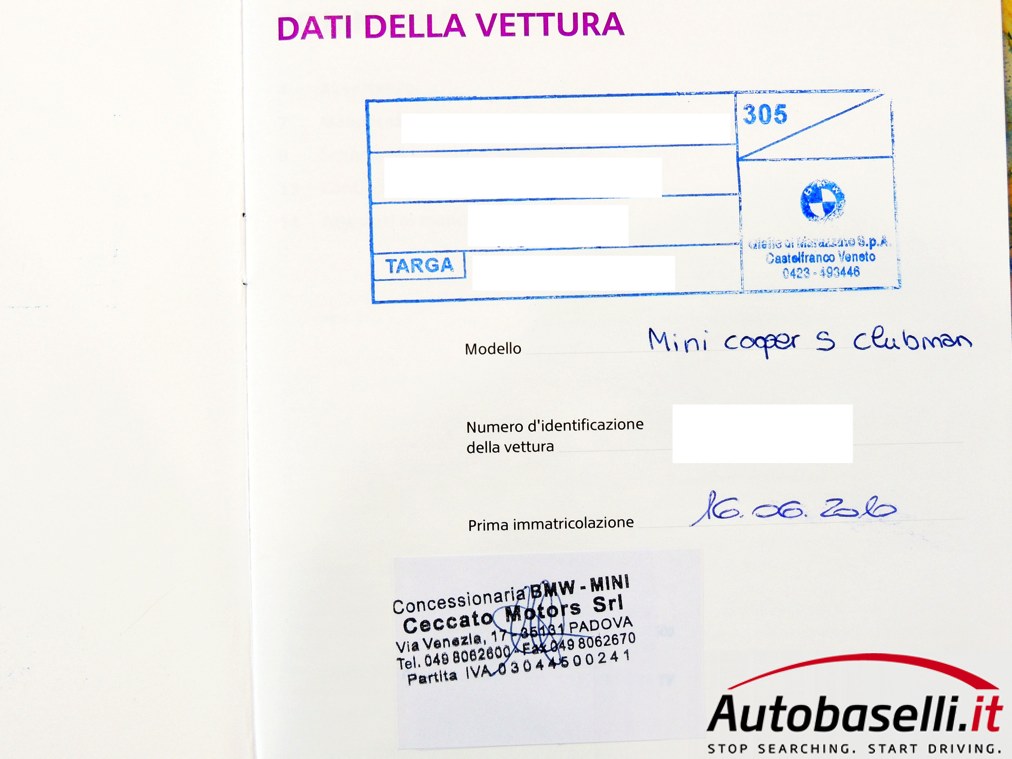 DATI DELLA VETTURA
305
BMW
S.p.A.
Castelfranco Veneto
0423 - 493446
TARGA
Modello Mini cooper S clubman
Numero d'identificazione
della vettura
Prima immatricolazione 16.06.2010
Concessionaria BMW - MINI
Ceccato Motors Srl
Via Venezia, 17 - 35131 PADOVA
Tel. 049 8062600 - Fax 049 8062670
Partita IVA 03044500241
Autobaselli.it
STOP SEARCHING. START DRIVING.